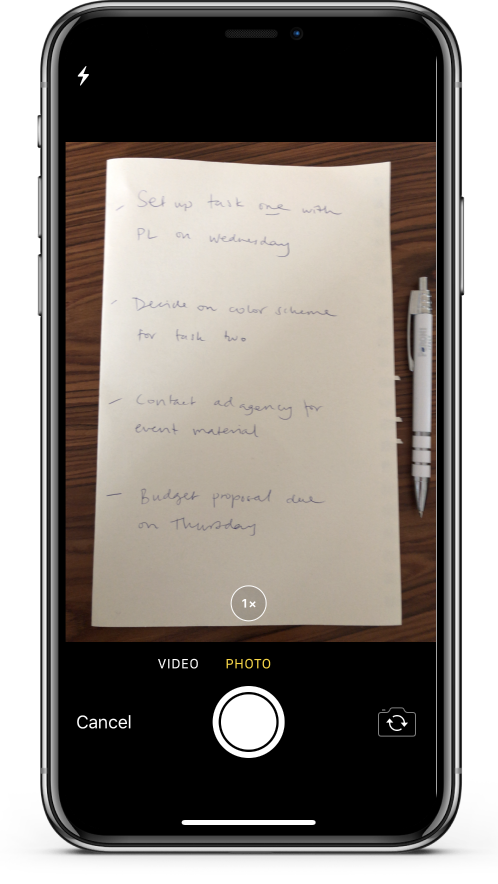 - Set up task one with
PL on Wednesday
- Decide on color scheme
for task two
- Contact ad agency for
event material
- Budget proposal due
on Thursday
1×
VIDEO PHOTO
Cancel